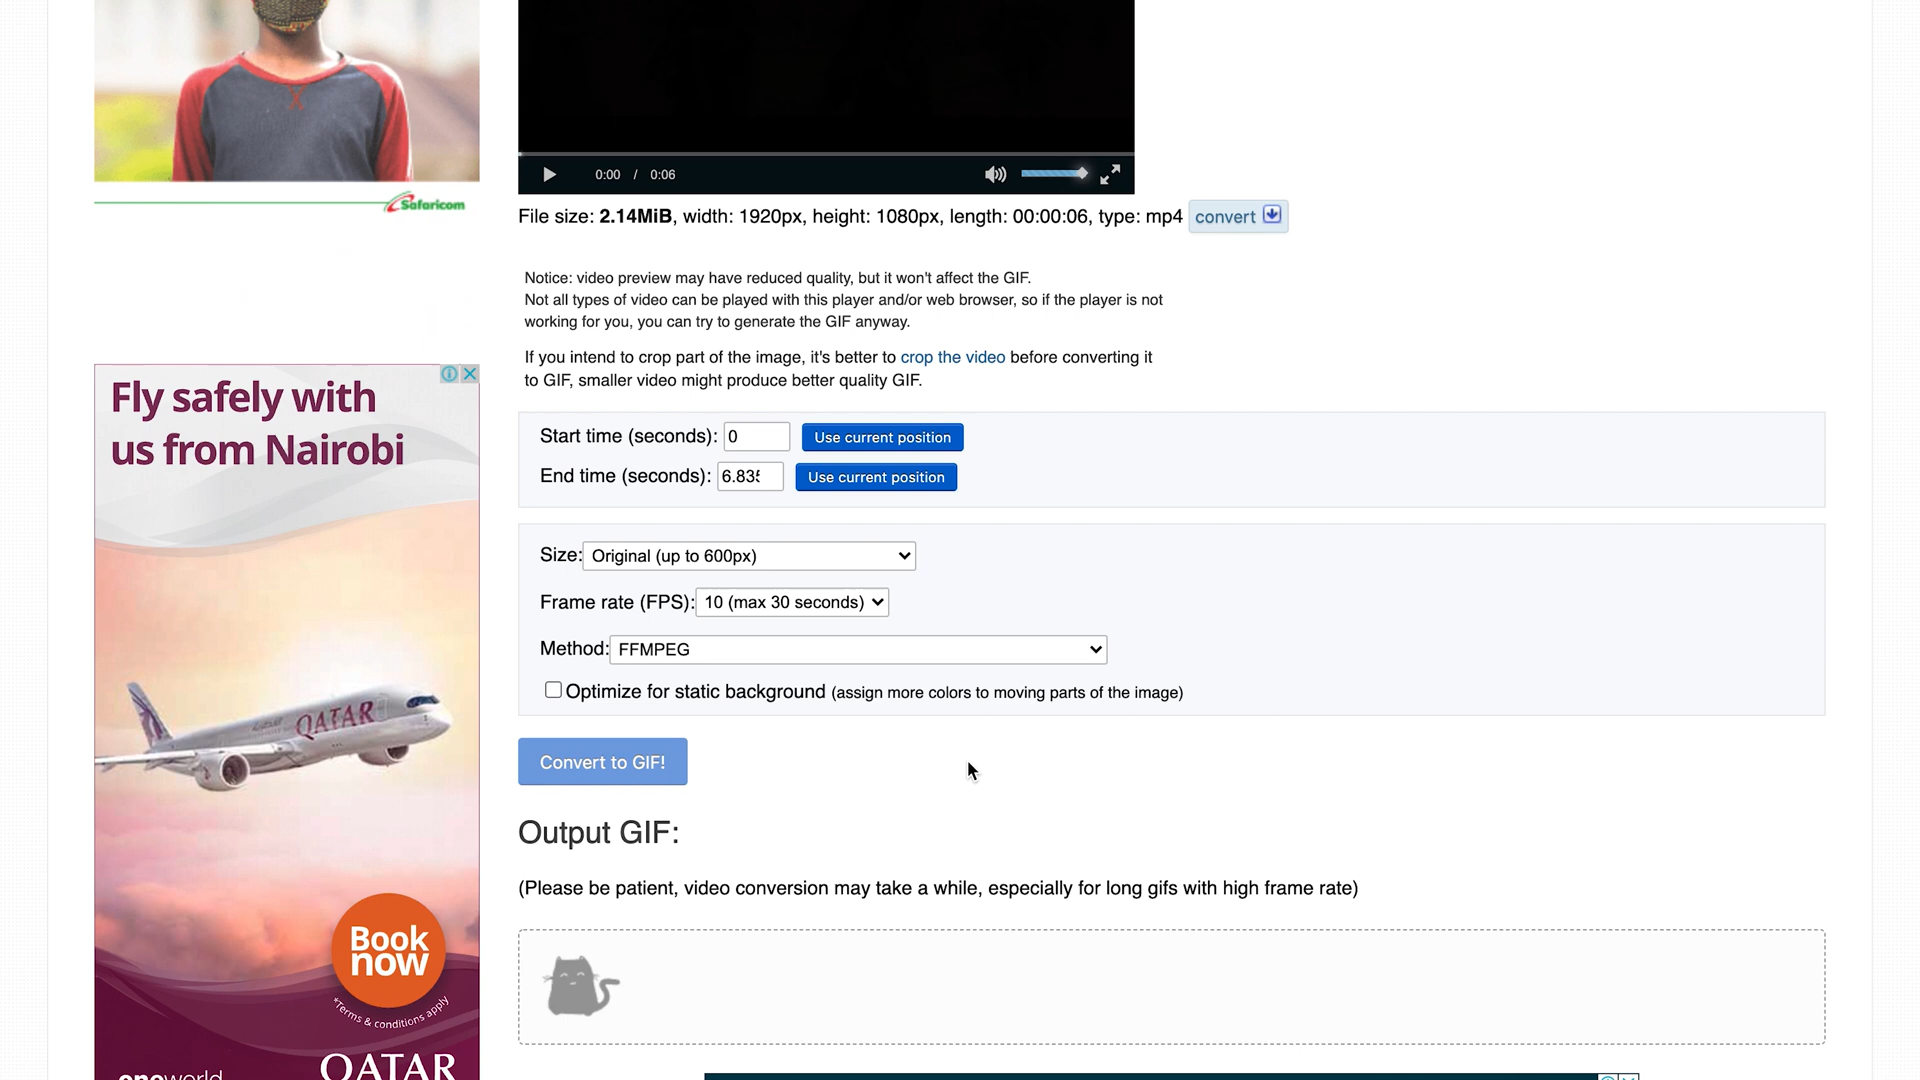 Safaricom
Fly safely with
us from Nairobi
QATAR
Book
now
*Terms & conditions apply
oneworld
QATAR
0:00 / 0:06
File size: 2.14MiB, width: 1920px, height: 1080px, length: 00:00:06, type: mp4 convert
Notice: video preview may have reduced quality, but it won't affect the GIF.
Not all types of video can be played with this player and/or web browser, so if the player is not
working for you, you can try to generate the GIF anyway.
If you intend to crop part of the image, it's better to crop the video before converting it
to GIF, smaller video might produce better quality GIF.
Start time (seconds): 0 Use current position
End time (seconds): 6.835 Use current position
Size: Original (up to 600px)
Frame rate (FPS): 10 (max 30 seconds)
Method: FFMPEG
Optimize for static background (assign more colors to moving parts of the image)
Convert to GIF!
Output GIF:
(Please be patient, video conversion may take a while, especially for long gifs with high frame rate)